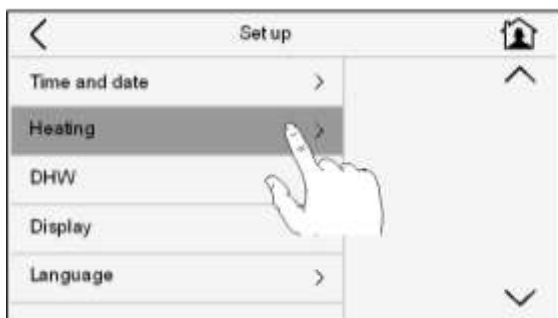 Set up
Time and date
Heating
DHW
Display
Language